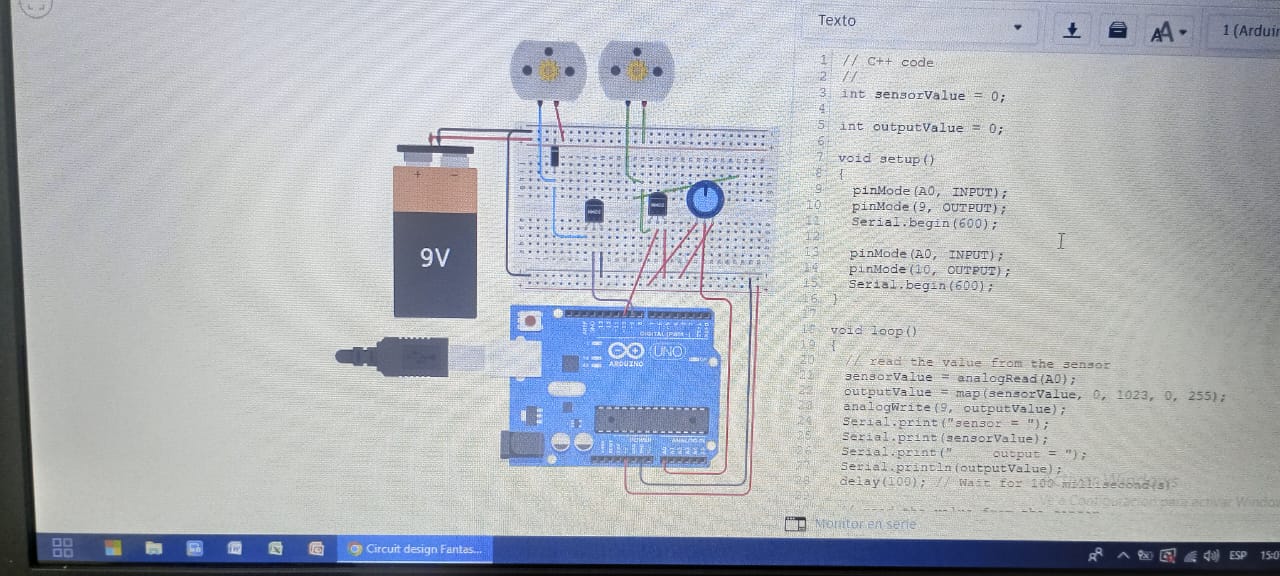 Texto
1 (Arduin
1 // C++ code
2 //
3 int sensorValue = 0;
4
5 int outputValue = 0;
6
7 void setup()
8 {
9 pinMode(A0, INPUT);
10 pinMode(9, OUTPUT);
11 Serial.begin(600);
12
13 pinMode(A0, INPUT);
14 pinMode(10, OUTPUT);
15 Serial.begin(600);
16 }
17
18 void loop()
19 {
20 // read the value from the sensor
21 sensorValue = analogRead(A0);
22 outputValue = map(sensorValue, 0, 1023, 0, 255);
23 analogWrite(9, outputValue);
24 Serial.print("sensor = ");
25 Serial.print(sensorValue);
26 Serial.print("    output = ");
27 Serial.println(outputValue);
28 delay(100); // Wait for 100 millisecond(s)
Ve a Configuración para activar Window
Monitor en serie
+ -
9V
DIGITAL (PWM~)
UNO
ARDUINO
POWER
ANALOG IN
Circuit design Fantas...
ESP
15:0